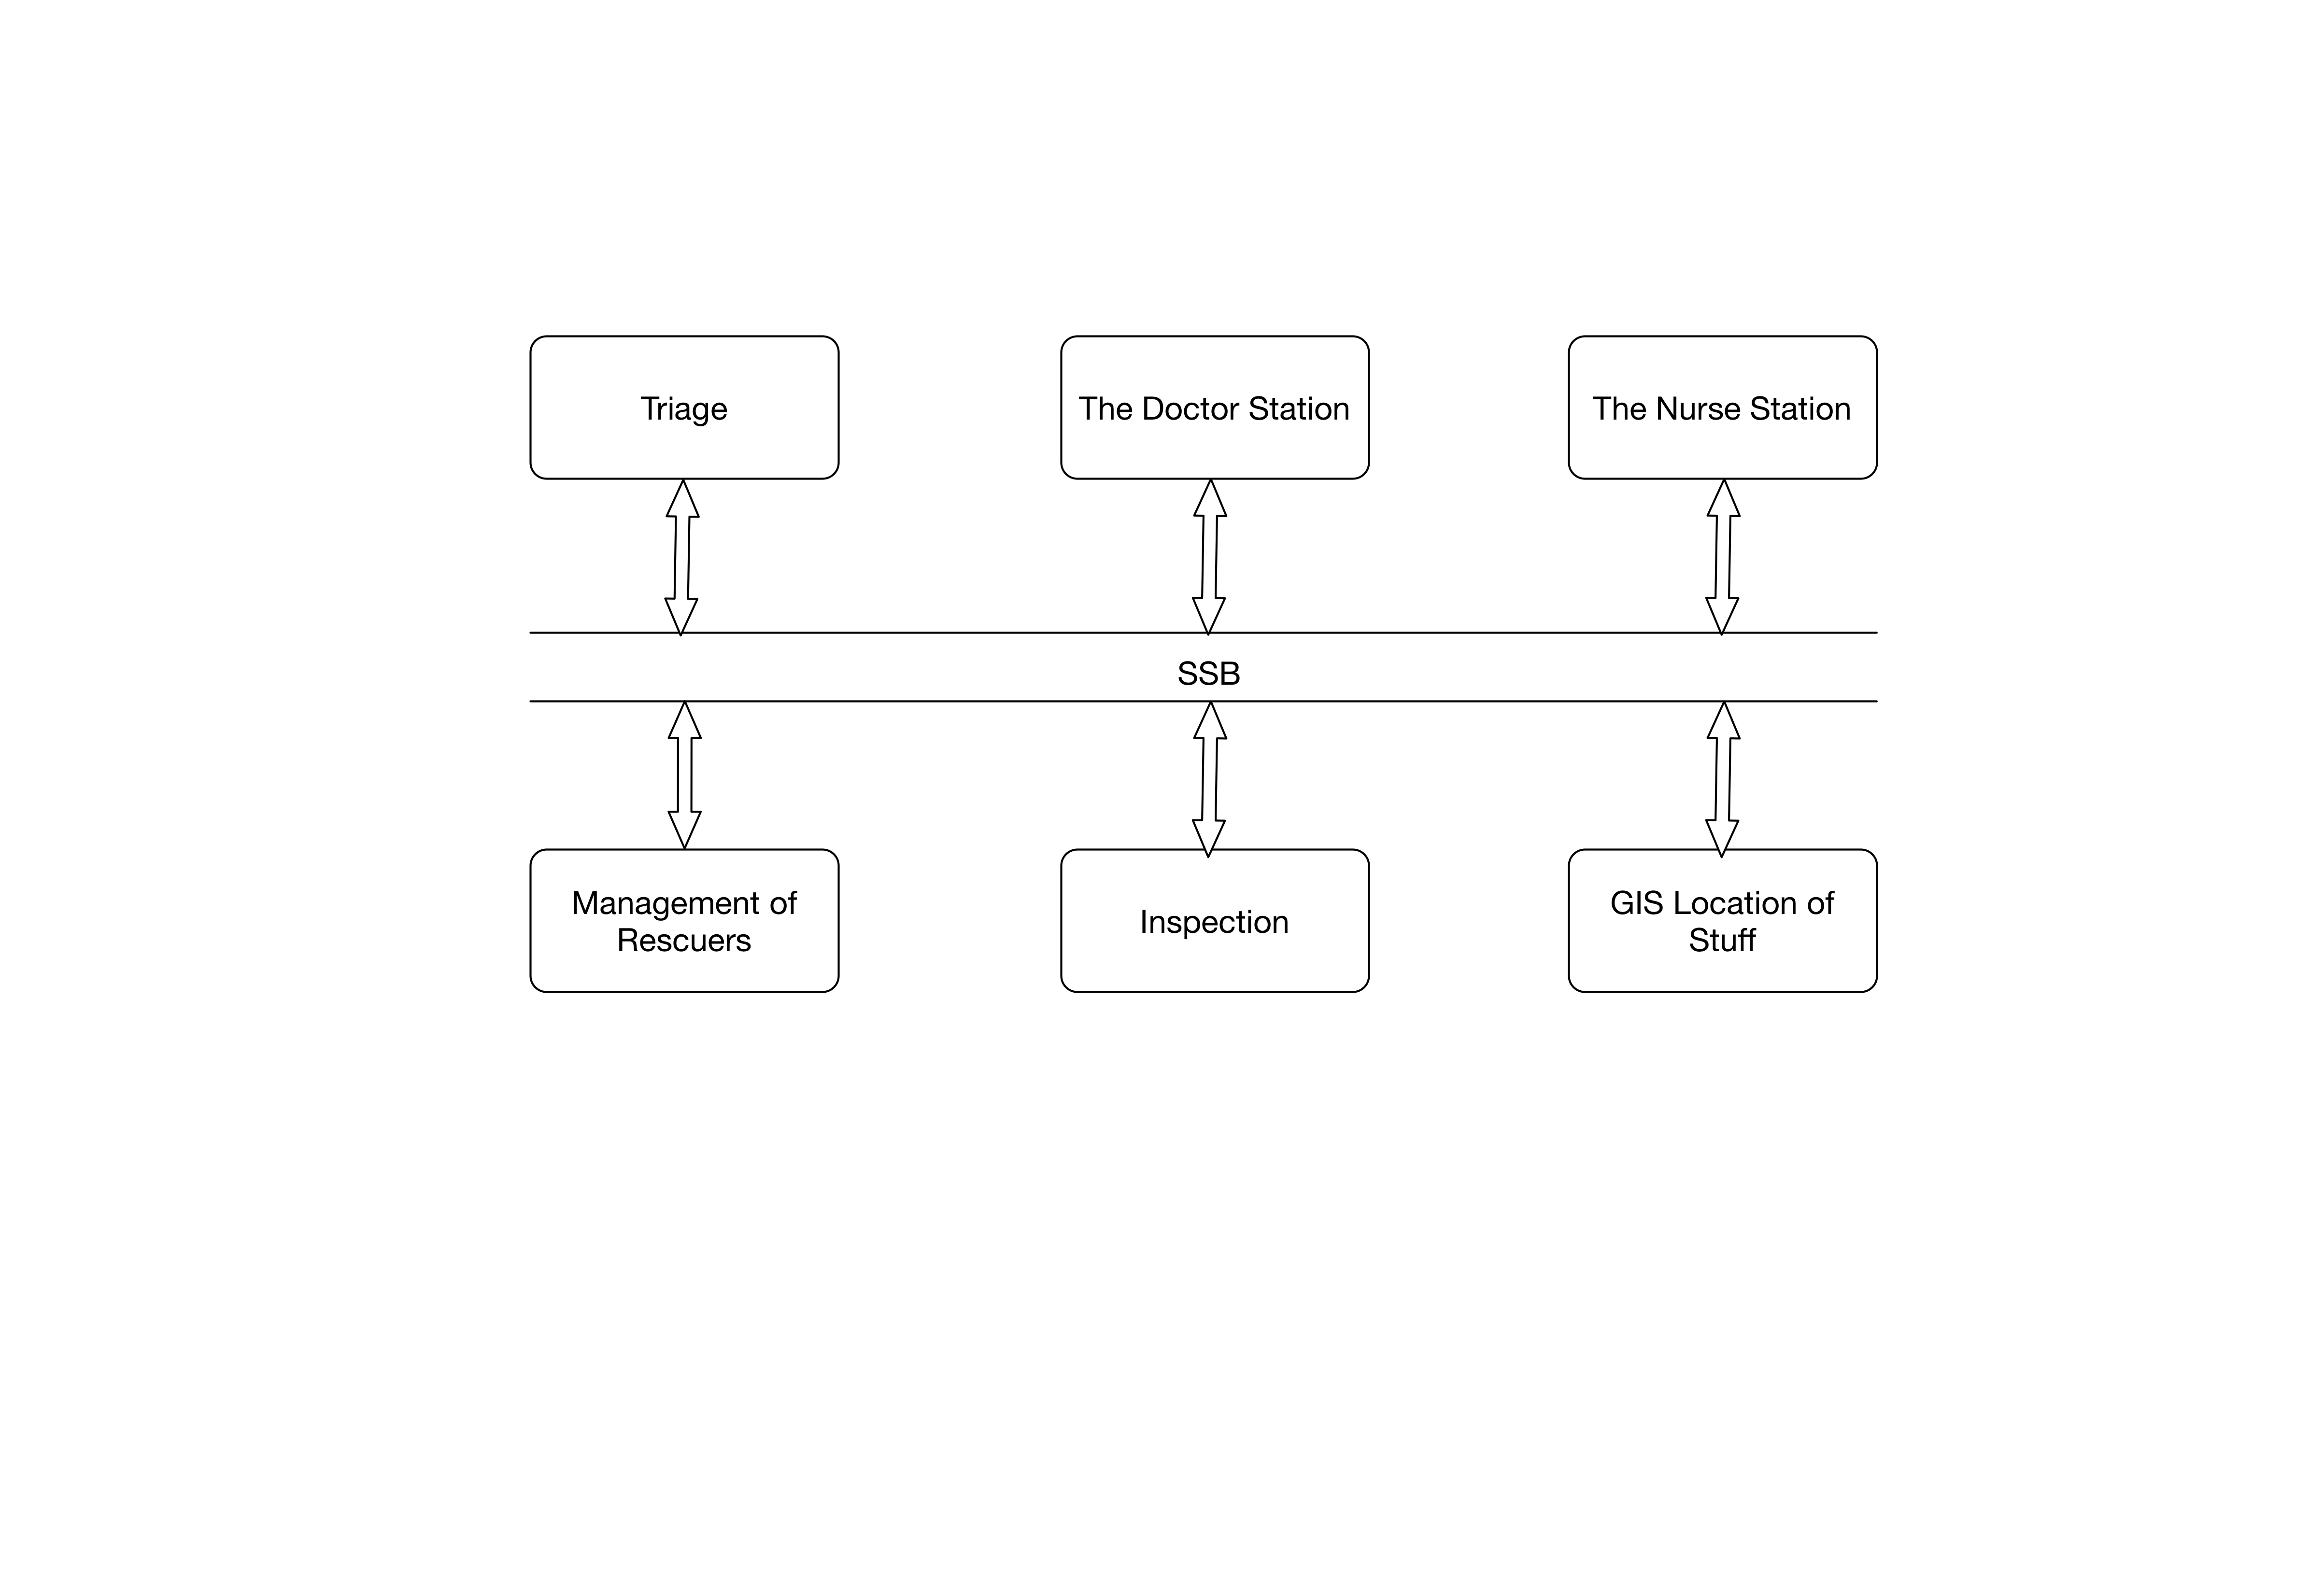 Triage
The Doctor Station
The Nurse Station
SSB
Management of
Rescuers
Inspection
GIS Location of
Stuff